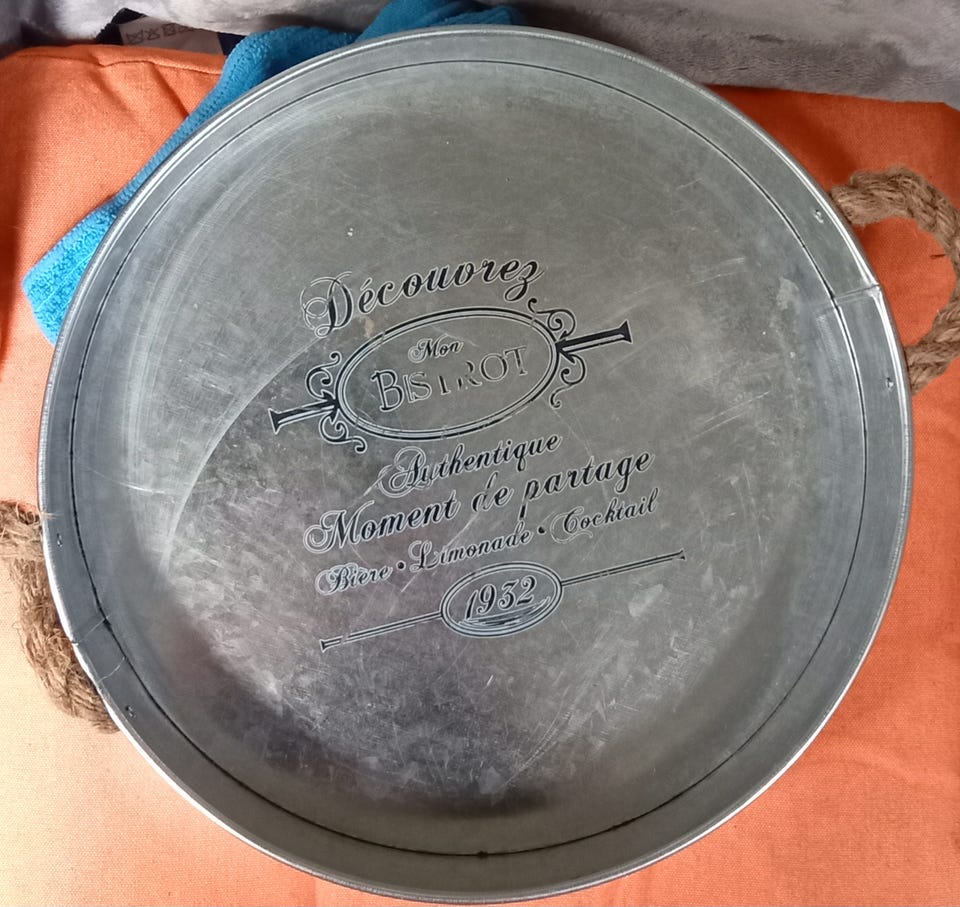 Découvrez
Mon
BISTROT
Authentique
Moment de partage
Bière • Limonade • Cocktail
1932